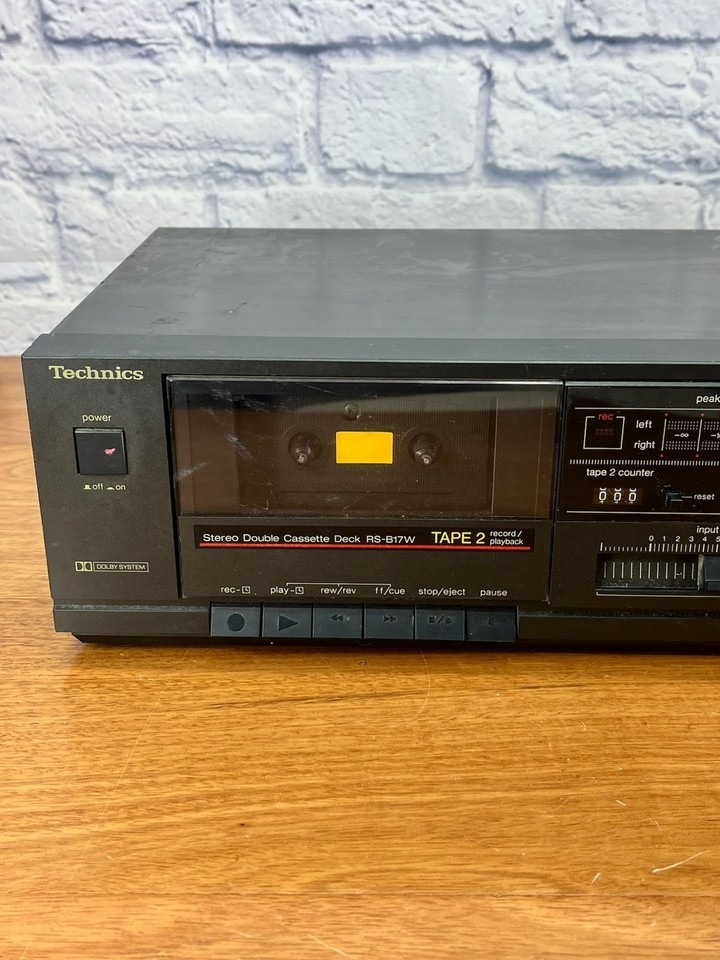 Technics
power
off on
DOLBY SYSTEM
Stereo Double Cassette Deck RS-B17W TAPE 2 record/
playback
rec- play- rew/rev ff/cue stop/eject pause
peak
rec
left
right
-∞
tape 2 counter
000
reset
input
0 1 2 3 4 5